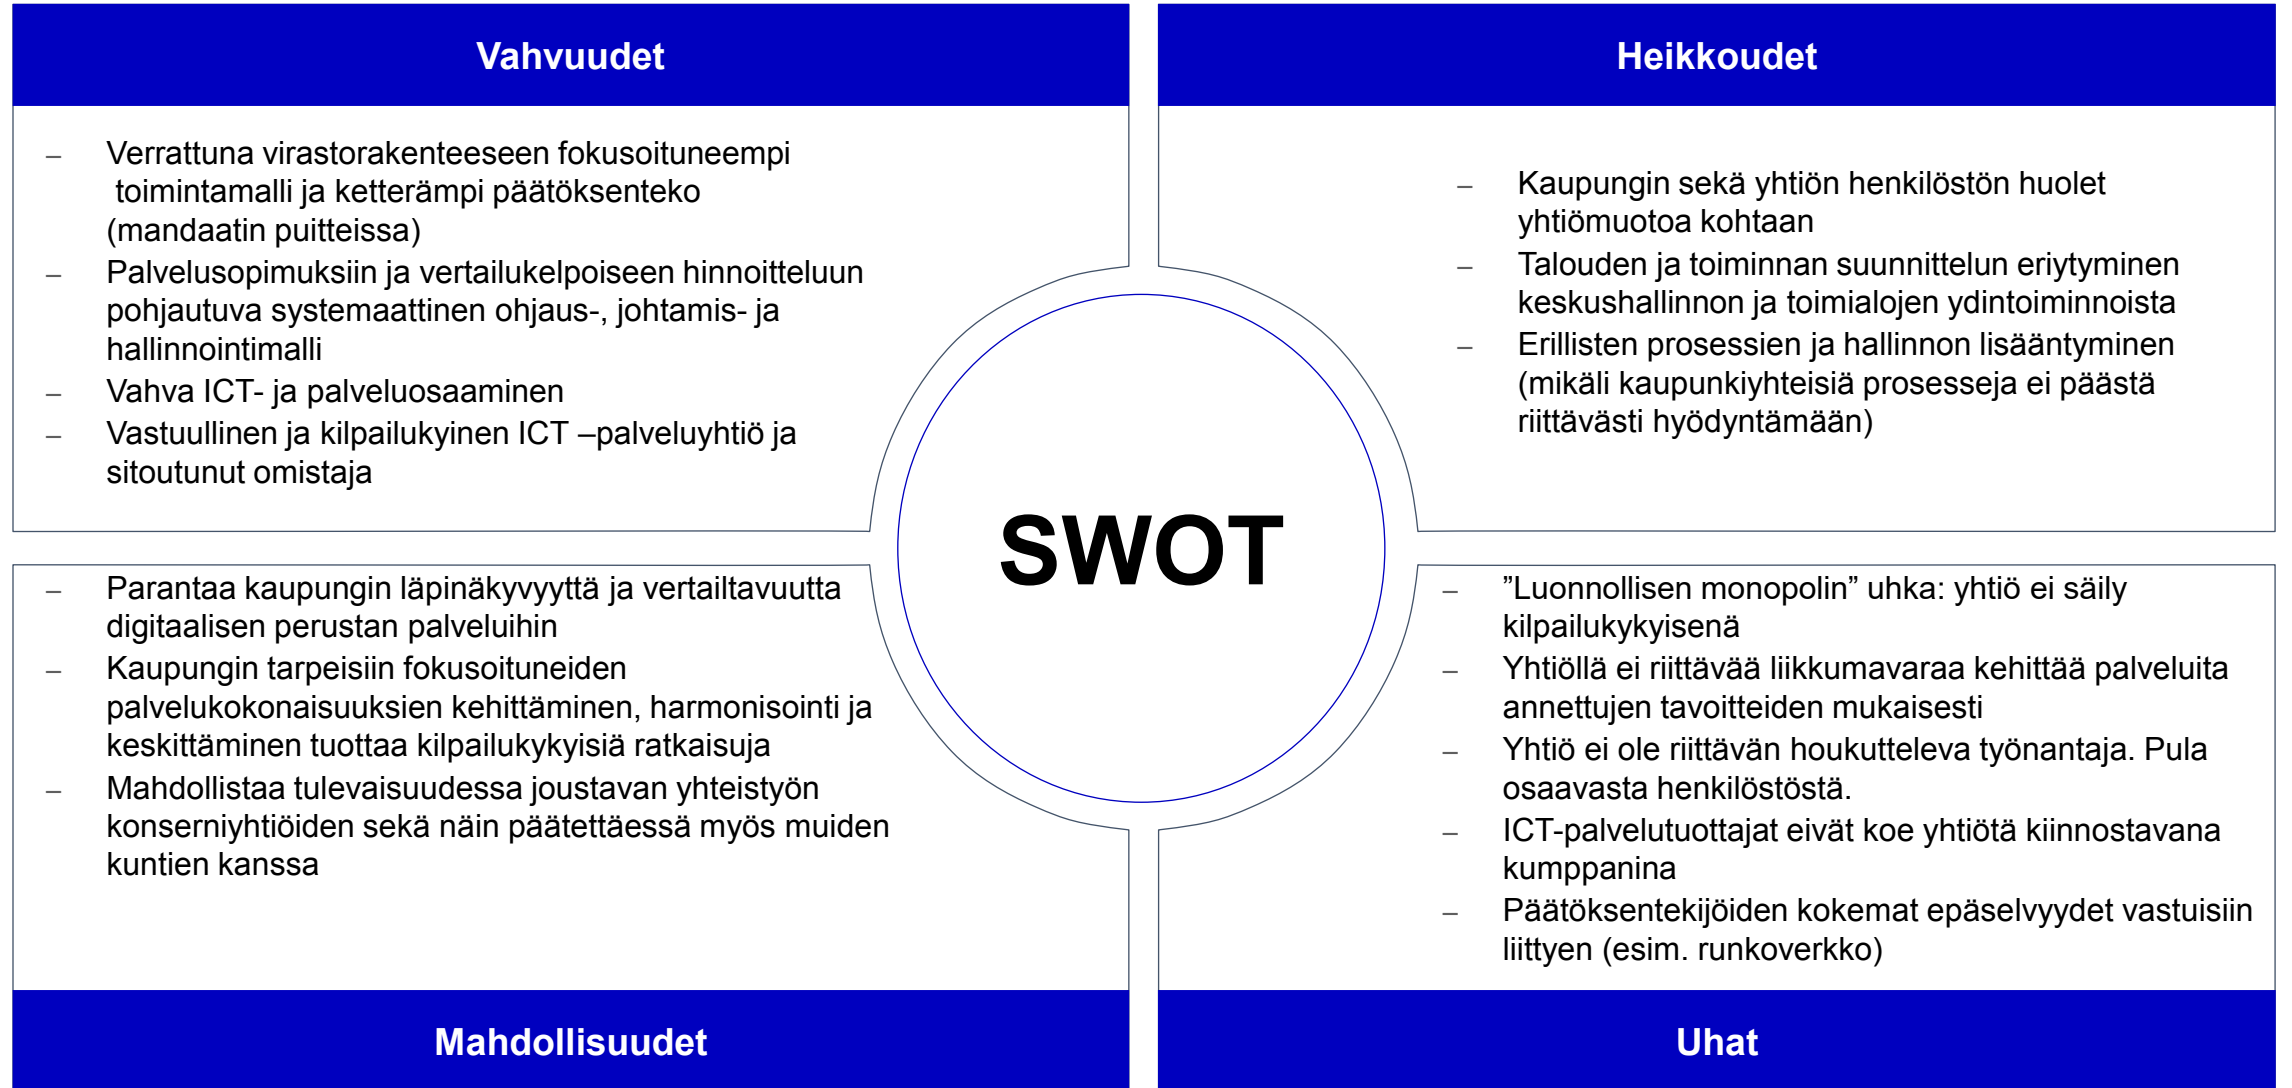 Vahvuudet
– Verrattuna virastorakenteeseen fokusoituneempi
toimintamalli ja ketterämpi päätöksenteko
(mandaatin puitteissa)
– Palvelusopimuksiin ja vertailukelpoiseen hinnoitteluun
pohjautuva systemaattinen ohjaus-, johtamis- ja
hallinnointimalli
– Vahva ICT- ja palveluosaaminen
– Vastuullinen ja kilpailukyinen ICT –palveluyhtiö ja
sitoutunut omistaja
Heikkoudet
– Kaupungin sekä yhtiön henkilöstön huolet
yhtiömuotoa kohtaan
– Talouden ja toiminnan suunnittelun eriytyminen
keskushallinnon ja toimialojen ydintoiminnoista
– Erillisten prosessien ja hallinnon lisääntyminen
(mikäli kaupunkiyhteisiä prosesseja ei päästä
riittävästi hyödyntämään)
SWOT
– Parantaa kaupungin läpinäkyvyyttä ja vertailtavuutta
digitaalisen perustan palveluihin
– Kaupungin tarpeisiin fokusoituneiden
palvelukokonaisuuksien kehittäminen, harmonisointi ja
keskittäminen tuottaa kilpailukykyisiä ratkaisuja
– Mahdollistaa tulevaisuudessa joustavan yhteistyön
konserniyhtiöiden sekä näin päätettäessä myös muiden
kuntien kanssa
Mahdollisuudet
– ”Luonnollisen monopolin” uhka: yhtiö ei säily
kilpailukykyisenä
– Yhtiöllä ei riittävää liikkumavaraa kehittää palveluita
annettujen tavoitteiden mukaisesti
– Yhtiö ei ole riittävän houkutteleva työnantaja. Pula
osaavasta henkilöstöstä.
– ICT-palvelutuottajat eivät koe yhtiötä kiinnostavana
kumppanina
– Päätöksentekijöiden kokemat epäselvyydet vastuisiin
liittyen (esim. runkoverkko)
Uhat